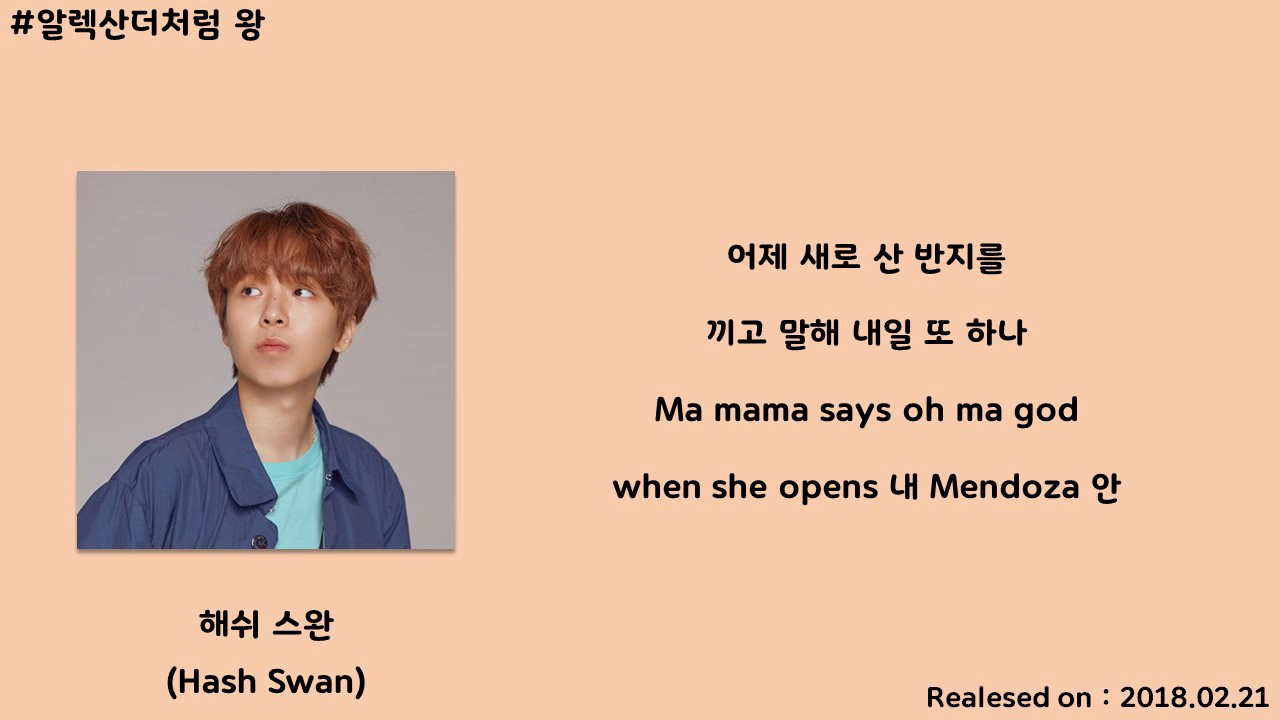 #알렉산더처럼 왕
어제 새로 산 반지를
끼고 말해 내일 또 하나
Ma mama says oh ma god
when she opens 내 Mendoza 안
해쉬 스완
(Hash Swan)
Realesed on : 2018.02.21